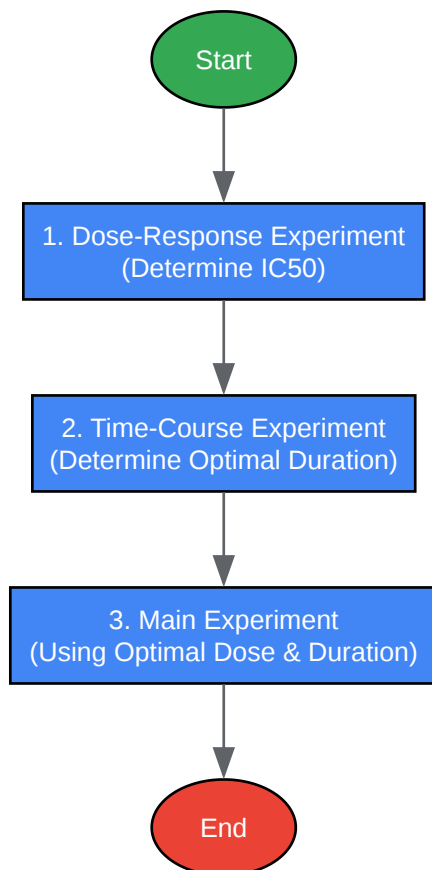 Start
1. Dose-Response Experiment
(Determine IC50)
2. Time-Course Experiment
(Determine Optimal Duration)
3. Main Experiment
(Using Optimal Dose & Duration)
End